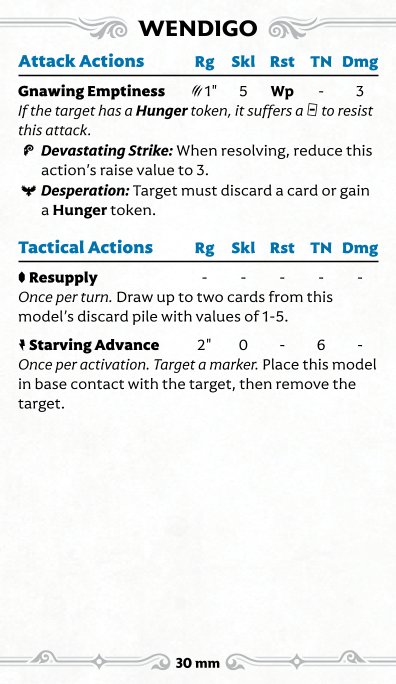 WENDIGO
Attack Actions Rg Skl Rst TN Dmg
Gnawing Emptiness 1" 5 Wp - 3
If the target has a Hunger token, it suffers a to resist
this attack.
Devastating Strike: When resolving, reduce this
action's raise value to 3.
Desperation: Target must discard a card or gain
a Hunger token.
Tactical Actions Rg Skl Rst TN Dmg
Resupply - - - - -
Once per turn. Draw up to two cards from this
model's discard pile with values of 1-5.
Starving Advance 2" 0 - 6 -
Once per activation. Target a marker. Place this model
in base contact with the target, then remove the
target.
30 mm